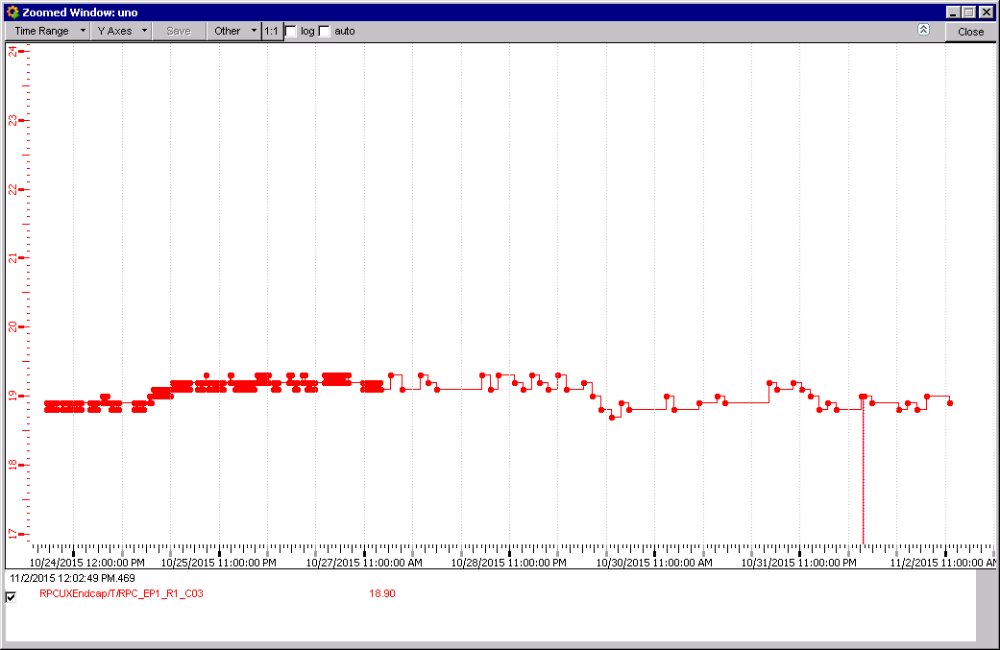 Zoomed Window: uno
Time Range Y Axes Save Other 1:1 log auto Close
24
23
22
21
20
19
18
17
10/24/2015 12:00:00 PM 10/25/2015 11:00:00 PM 10/27/2015 11:00:00 AM 10/28/2015 11:00:00 PM 10/30/2015 11:00:00 AM 10/31/2015 11:00:00 PM 11/2/2015 11:00:00 AM
11/2/2015 12:02:49 PM.469
RPCUXEndcap/T/RPC_EP1_R1_C03 18.90